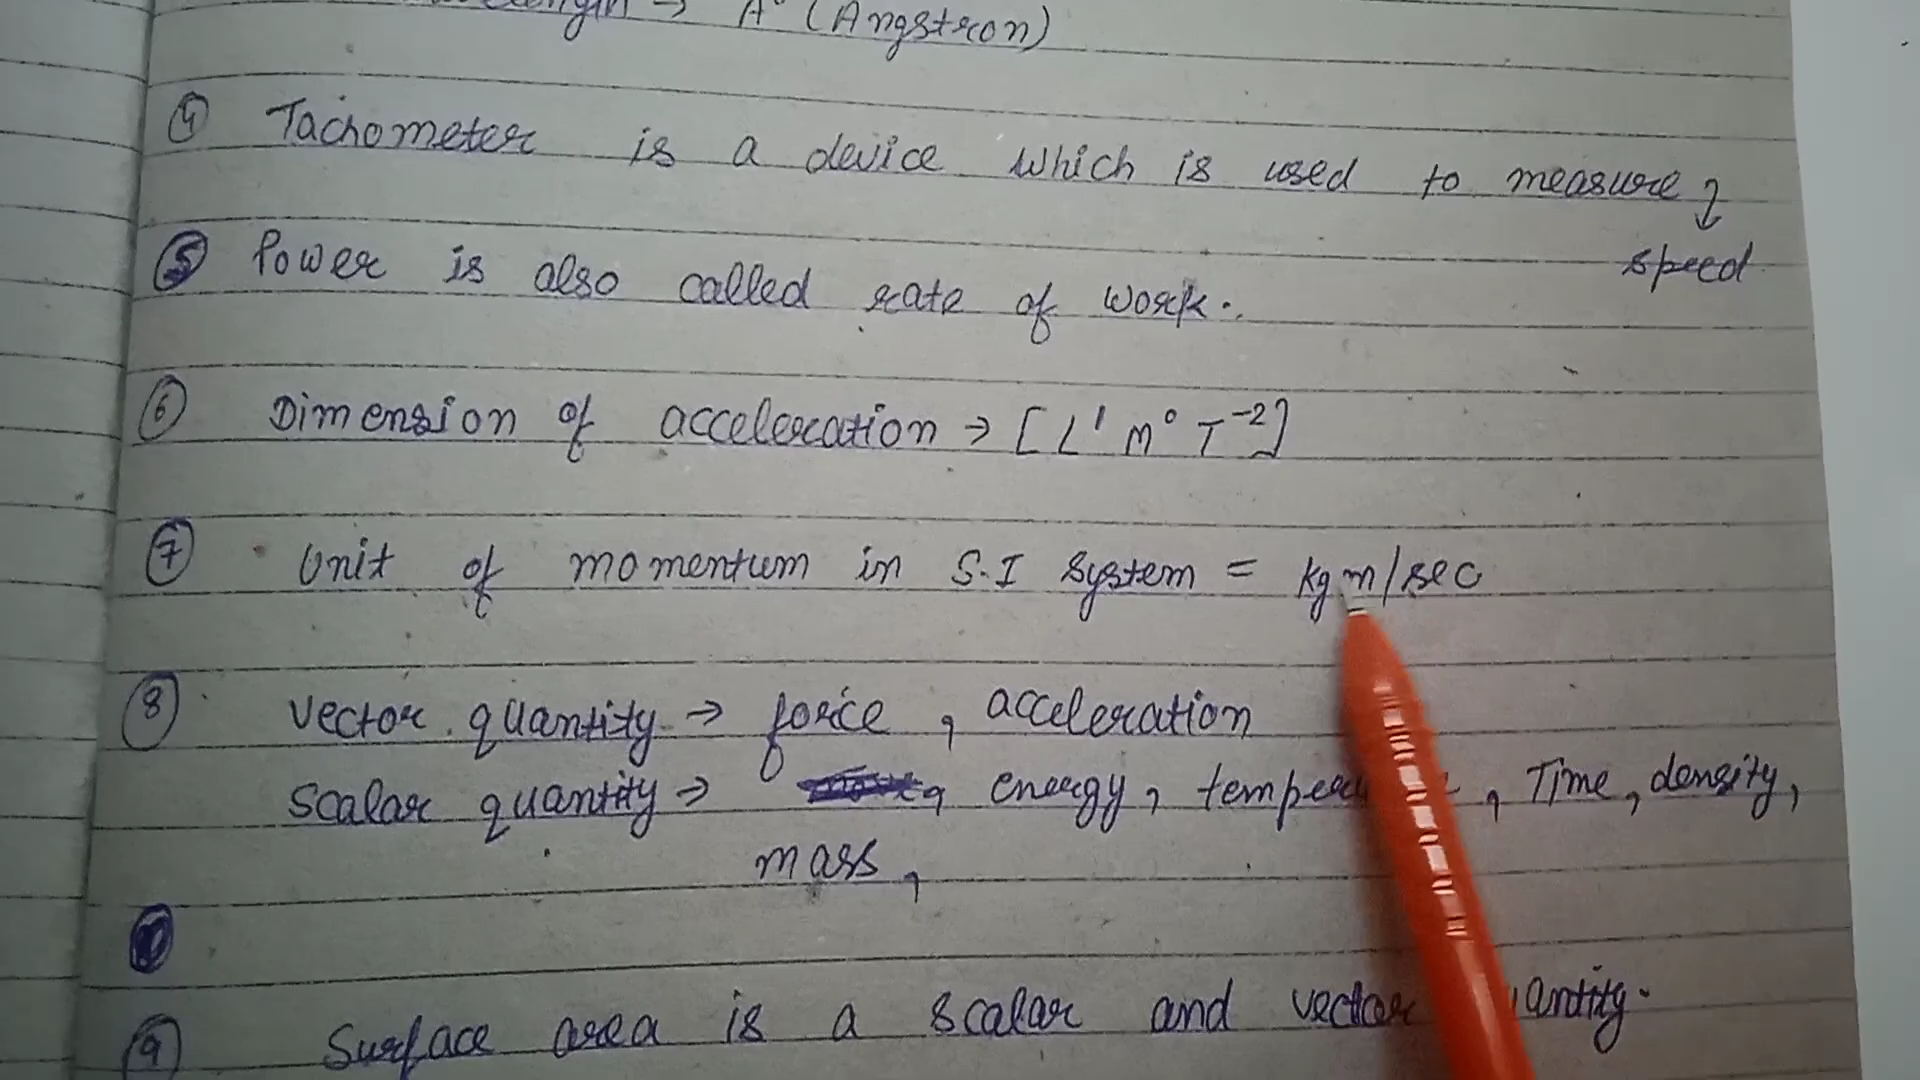 → A° (Angstron)
4 Tachometer is a device which is used to measure
speed
5 Power is also called rate of work.
6 Dimension of acceleration → [L¹ M⁰ T⁻²]
7 Unit of momentum in S.I System = kgm/sec
8 Vector quantity → force, acceleration
Scalar quantity → , energy, , Time, density,
mass,
9 Surface area is a scalar and vector